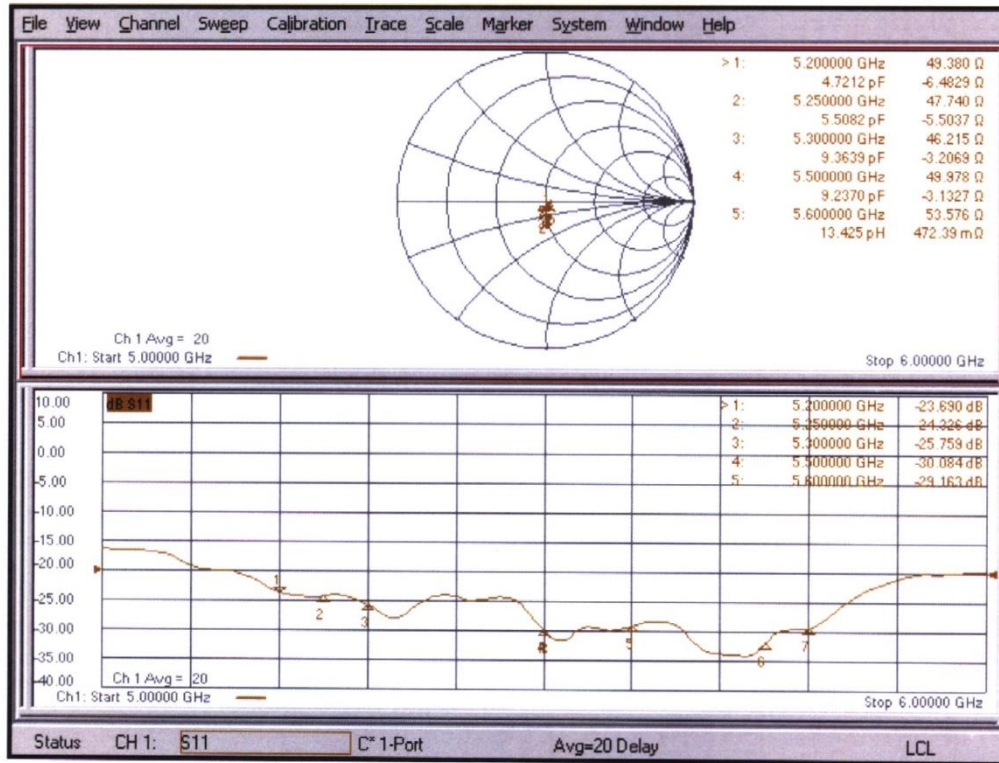 File View Channel Sweep Calibration Trace Scale Marker System Window Help
> 1: 5.200000 GHz 49.380 Ω
4.7212 pF -6.4829 Ω
2: 5.250000 GHz 47.740 Ω
5.5082 pF -5.5037 Ω
3: 5.300000 GHz 46.215 Ω
9.3639 pF -3.2069 Ω
4: 5.500000 GHz 49.978 Ω
9.2370 pF -3.1327 Ω
5: 5.600000 GHz 53.576 Ω
13.425 pH 472.39 mΩ
Ch 1 Avg = 20
Ch1: Start 5.00000 GHz Stop 6.00000 GHz
10.00 dB S11 > 1: 5.200000 GHz -23.690 dB
5.00 2: 5.250000 GHz -24.326 dB
0.00 3: 5.300000 GHz -25.759 dB
4: 5.500000 GHz -30.084 dB
-5.00 5: 5.600000 GHz -29.163 dB
-10.00
-15.00
-20.00
1
-25.00
2 3
-30.00
5 6 7
-35.00
-40.00 Ch 1 Avg = 20
Ch1: Start 5.00000 GHz Stop 6.00000 GHz
Status CH 1: S11 C* 1-Port Avg=20 Delay LCL